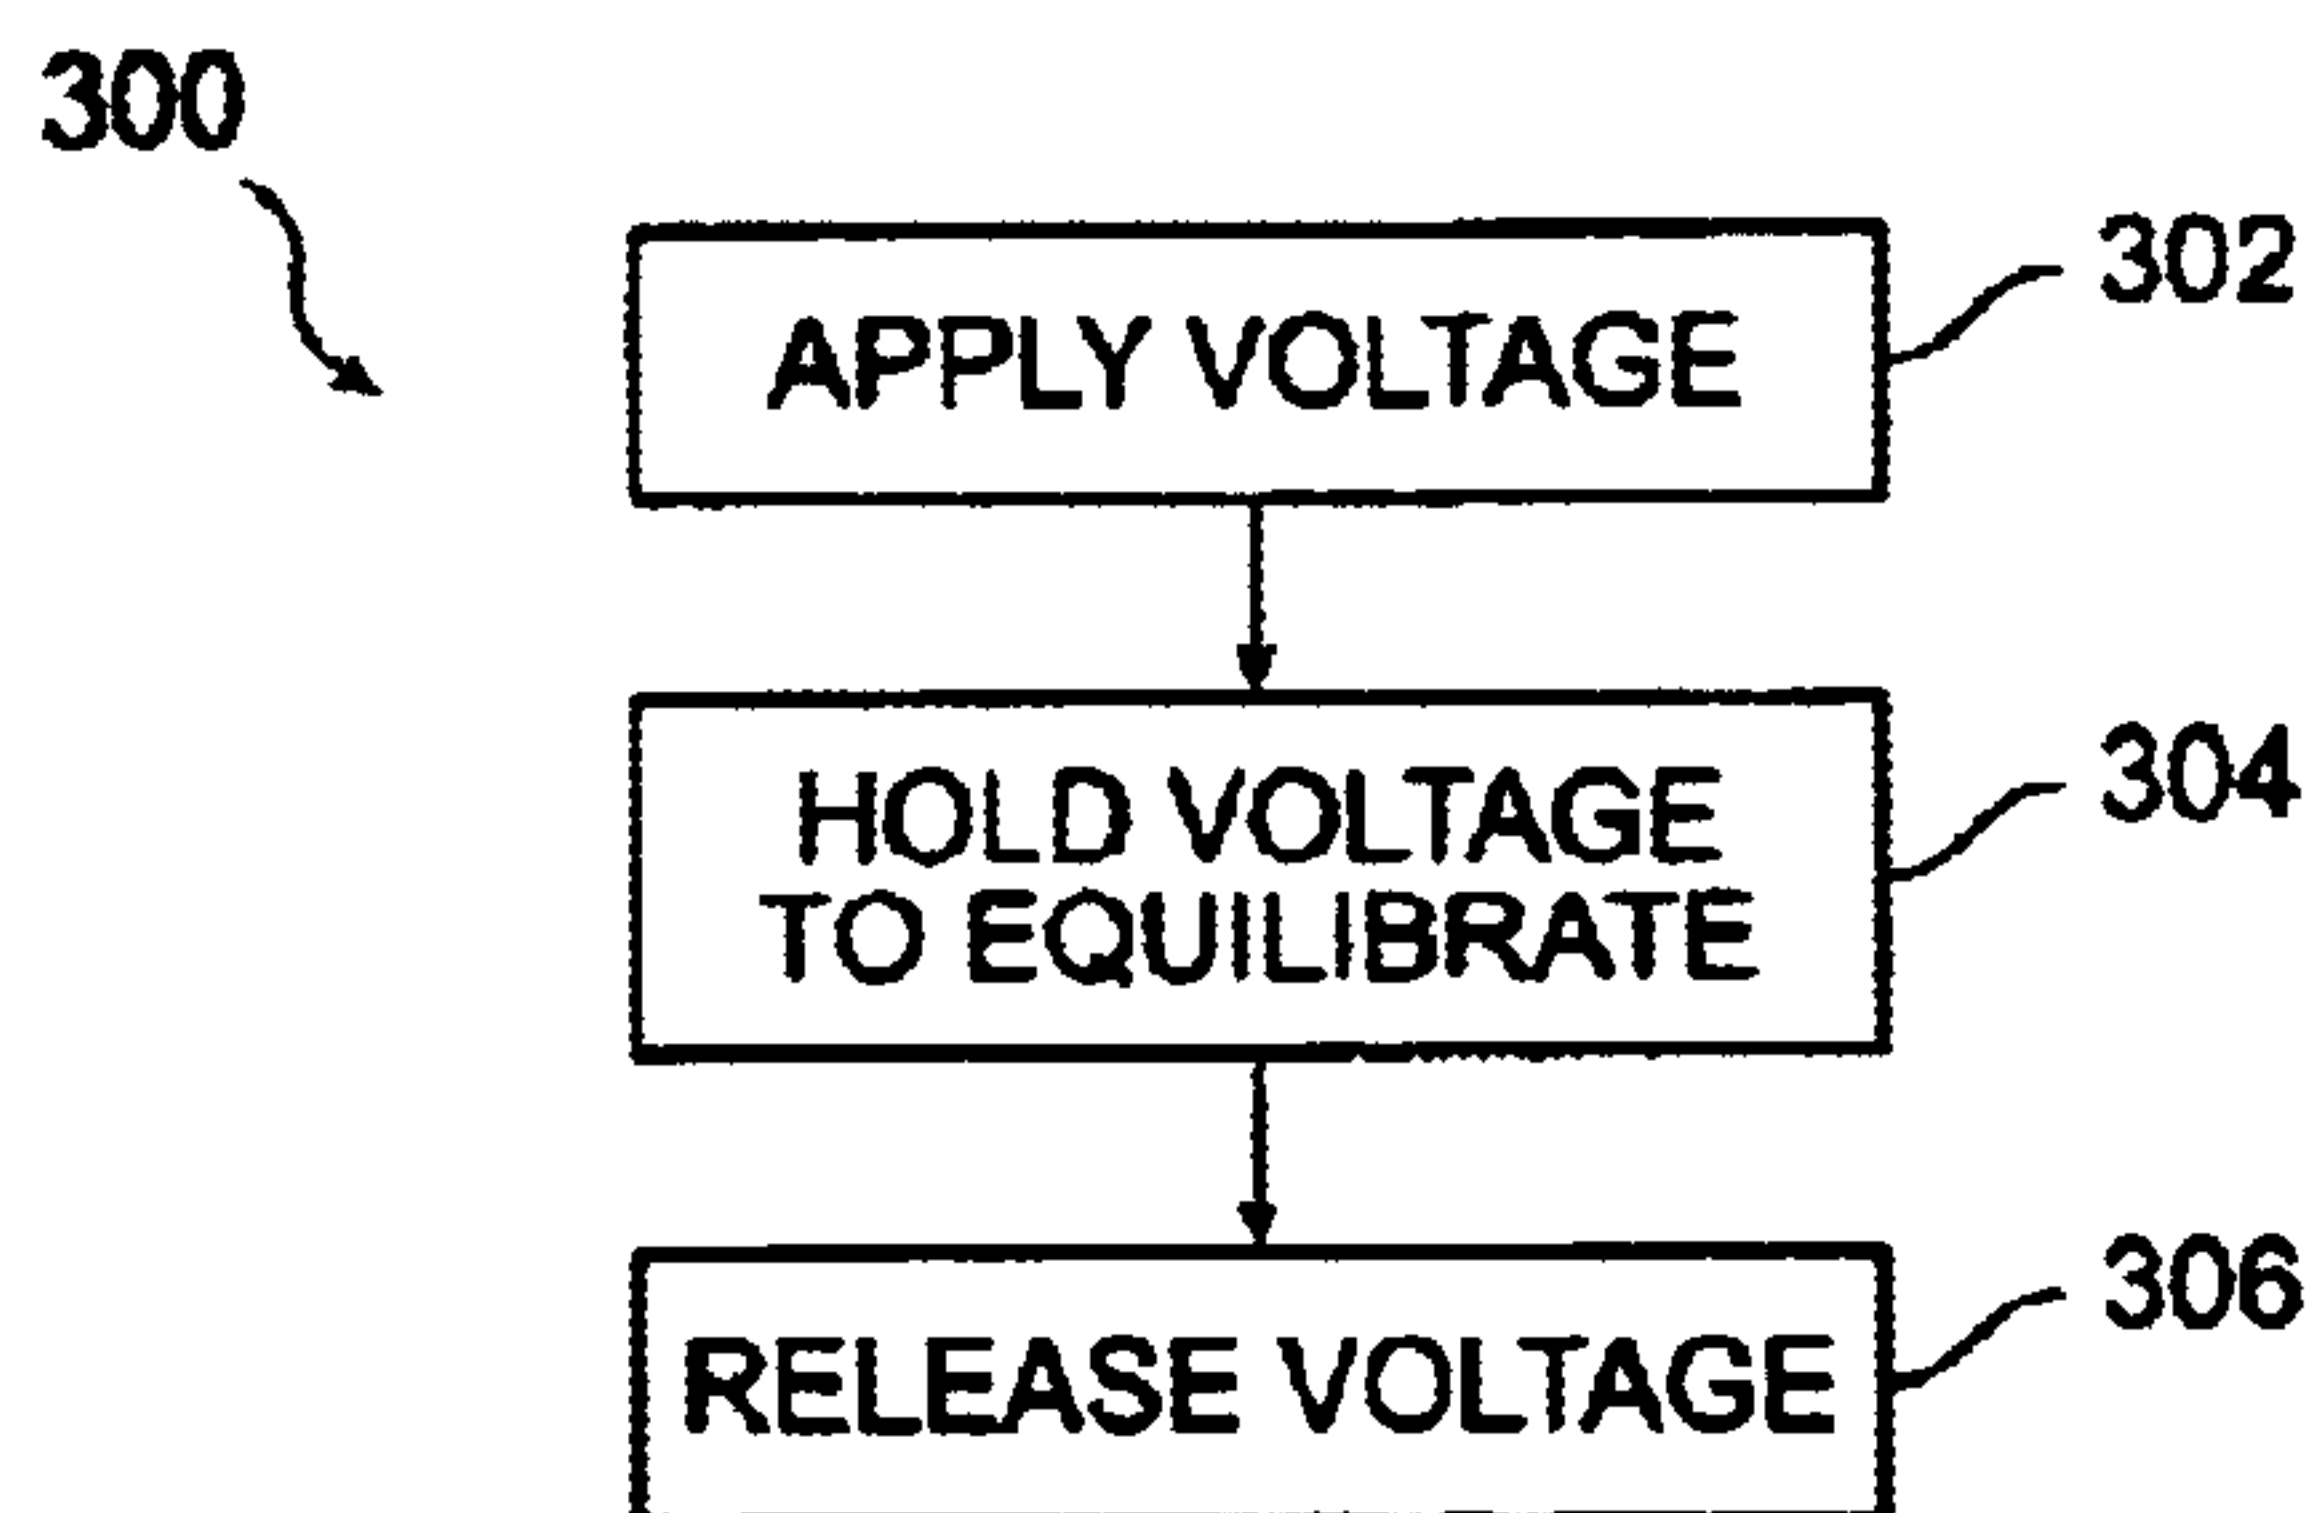 300
302
APPLY VOLTAGE
304
HOLD VOLTAGE
TO EQUILIBRATE
306
RELEASE VOLTAGE